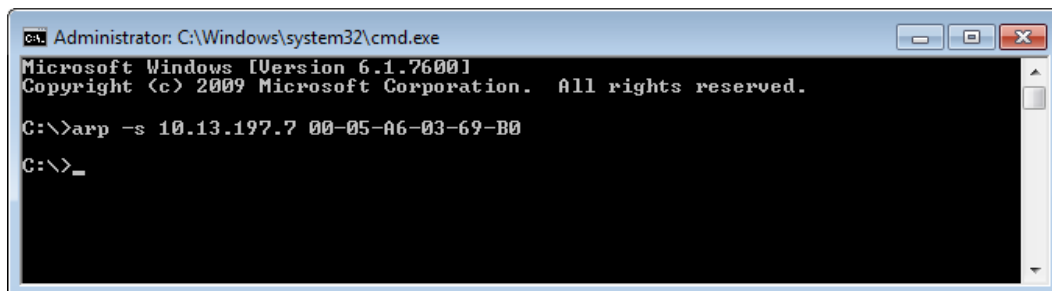 Administrator: C:\Windows\system32\cmd.exe
Microsoft Windows [Version 6.1.7600]
Copyright (c) 2009 Microsoft Corporation.  All rights reserved.
C:\>arp -s 10.13.197.7 00-05-A6-03-69-B0
C:\>_